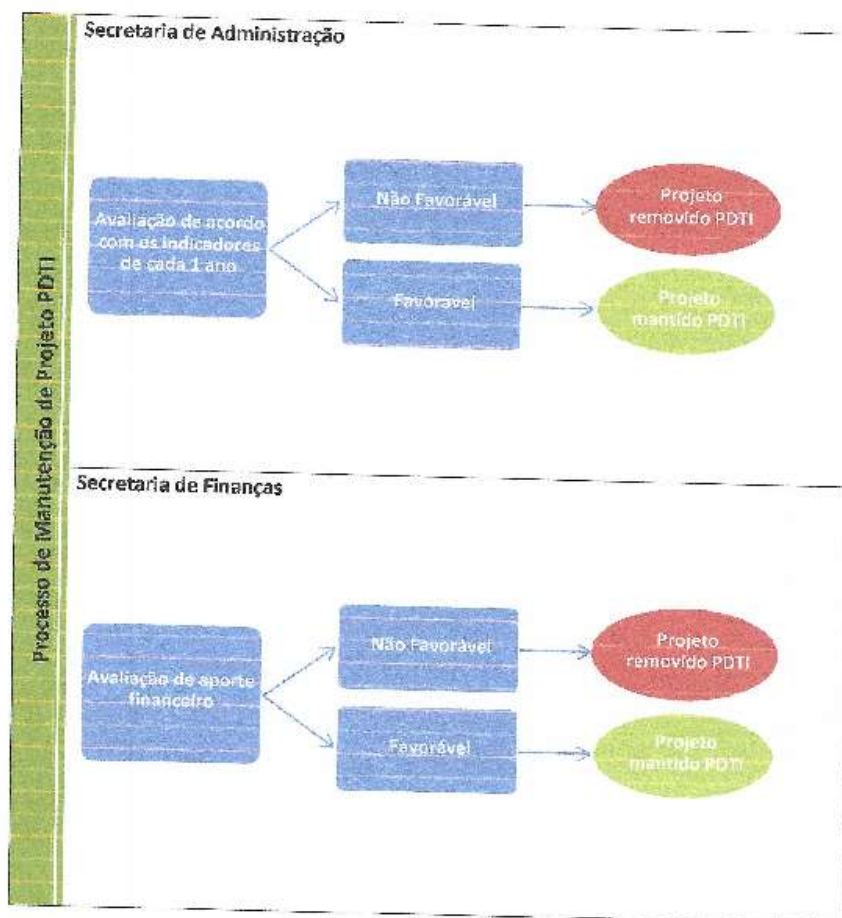 Processo de Manutenção de Projeto PDTI
Secretaria de Administração
Avaliação de acordo
com os indicadores
de cada 1 ano
Não Favorável
Projeto
removido PDTI
Favorável
Projeto
mantido PDTI
Secretaria de Finanças
Avaliação de aporte
financeiro
Não Favorável
Projeto
removido PDTI
Favorável
Projeto
mantido PDTI